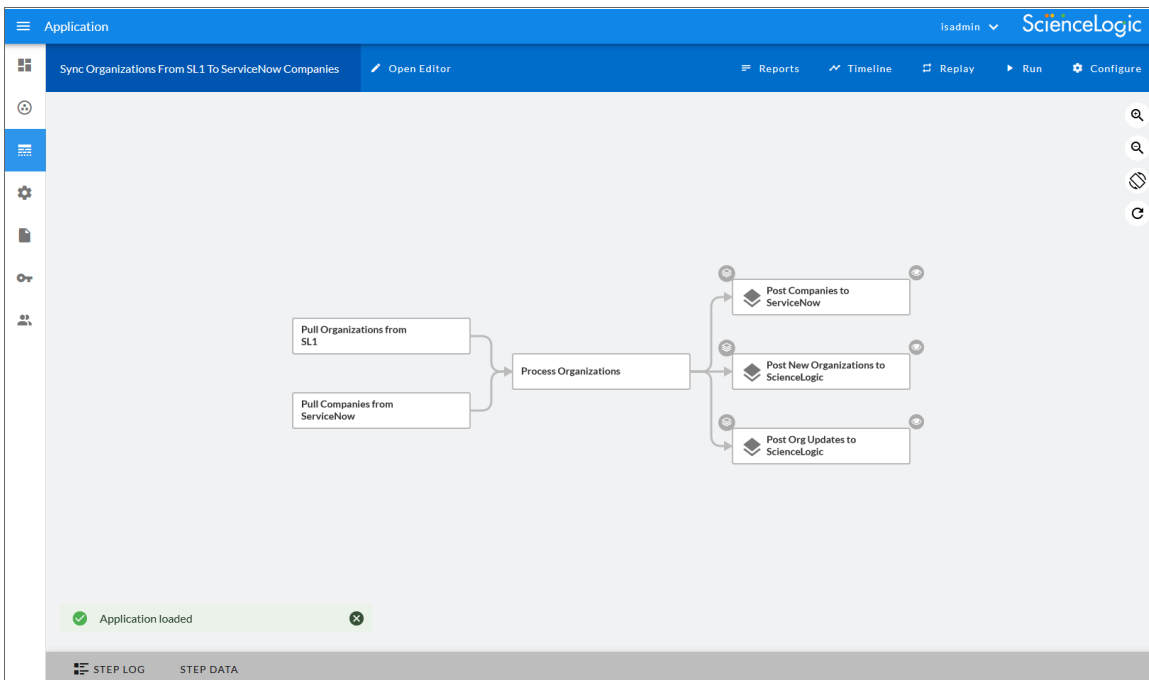 Application
isadmin
ScienceLogic
Sync Organizations From SL1 To ServiceNow Companies
Open Editor
Reports
Timeline
Replay
Run
Configure
Post Companies to
ServiceNow
Pull Organizations from
SL1
Process Organizations
Post New Organizations to
ScienceLogic
Pull Companies from
ServiceNow
Post Org Updates to
ScienceLogic
Application loaded
STEP LOG
STEP DATA